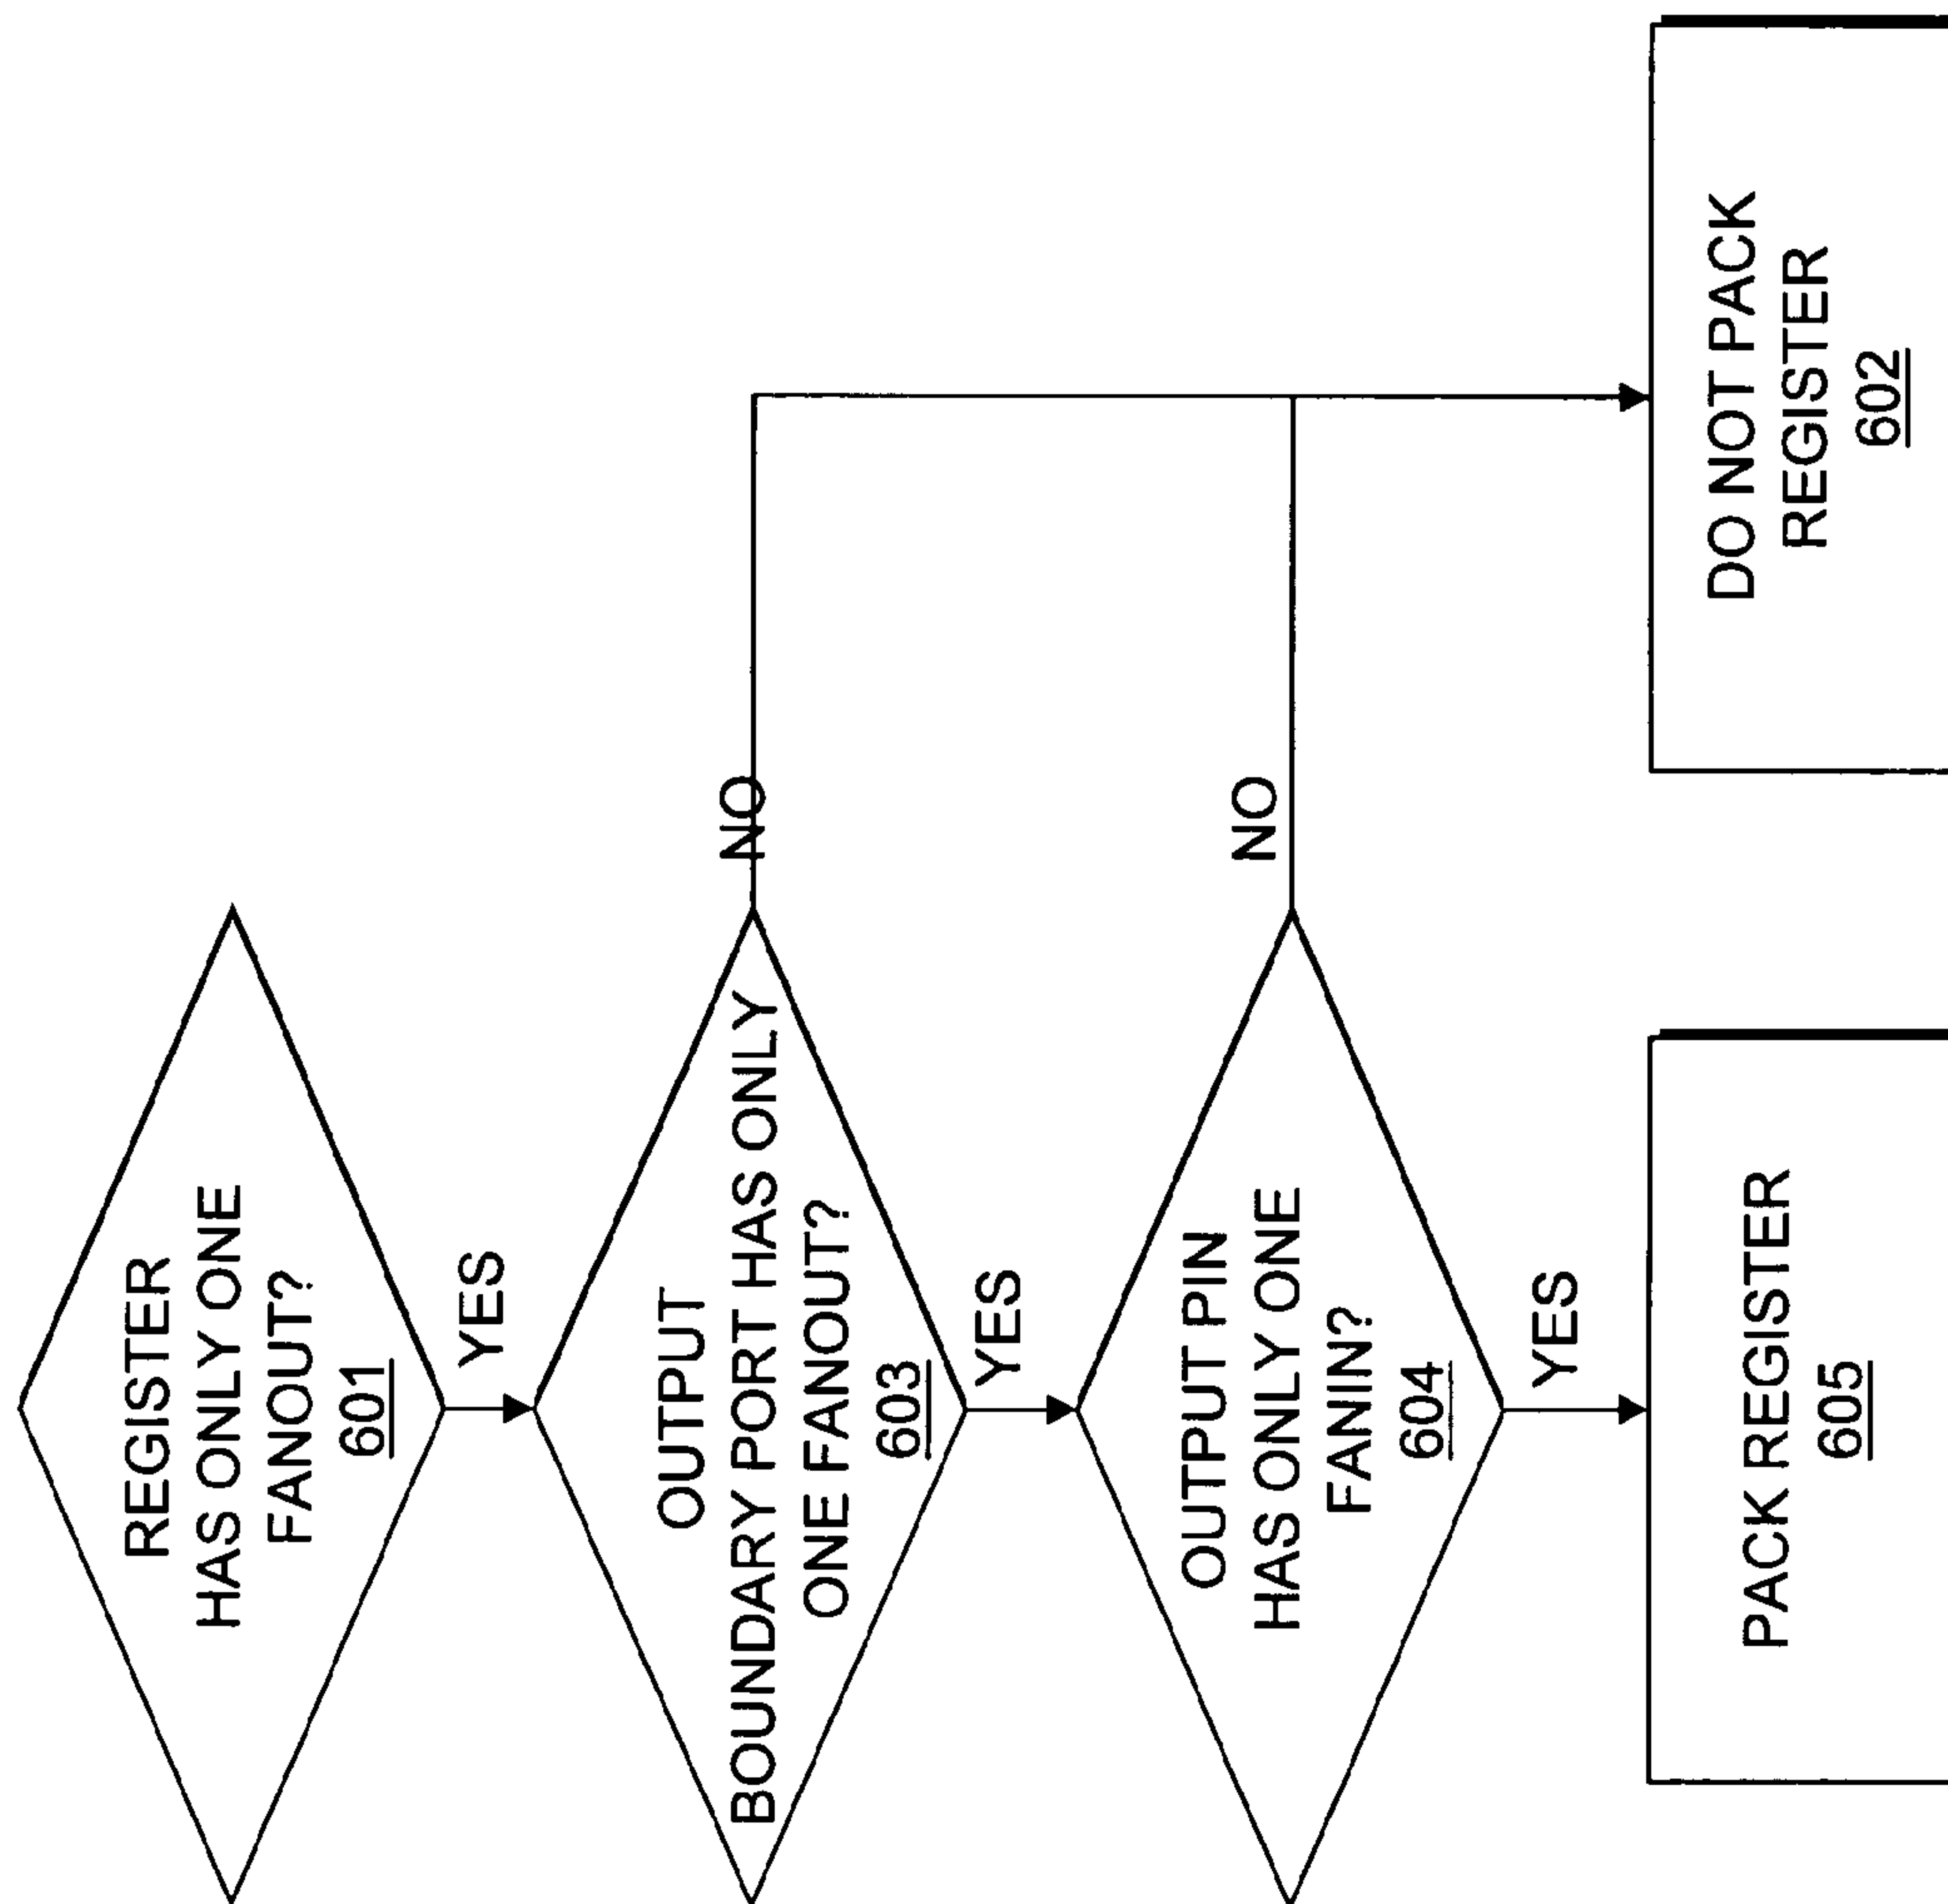 REGISTER
HAS ONLY ONE
FANOUT?
601
YES
OUTPUT
BOUNDARY PORT HAS ONLY
ONE FANOUT?
603
NO
YES
OUTPUT PIN
HAS ONLY ONE
FANIN?
604
NO
YES
PACK REGISTER
605
DO NOT PACK
REGISTER
602